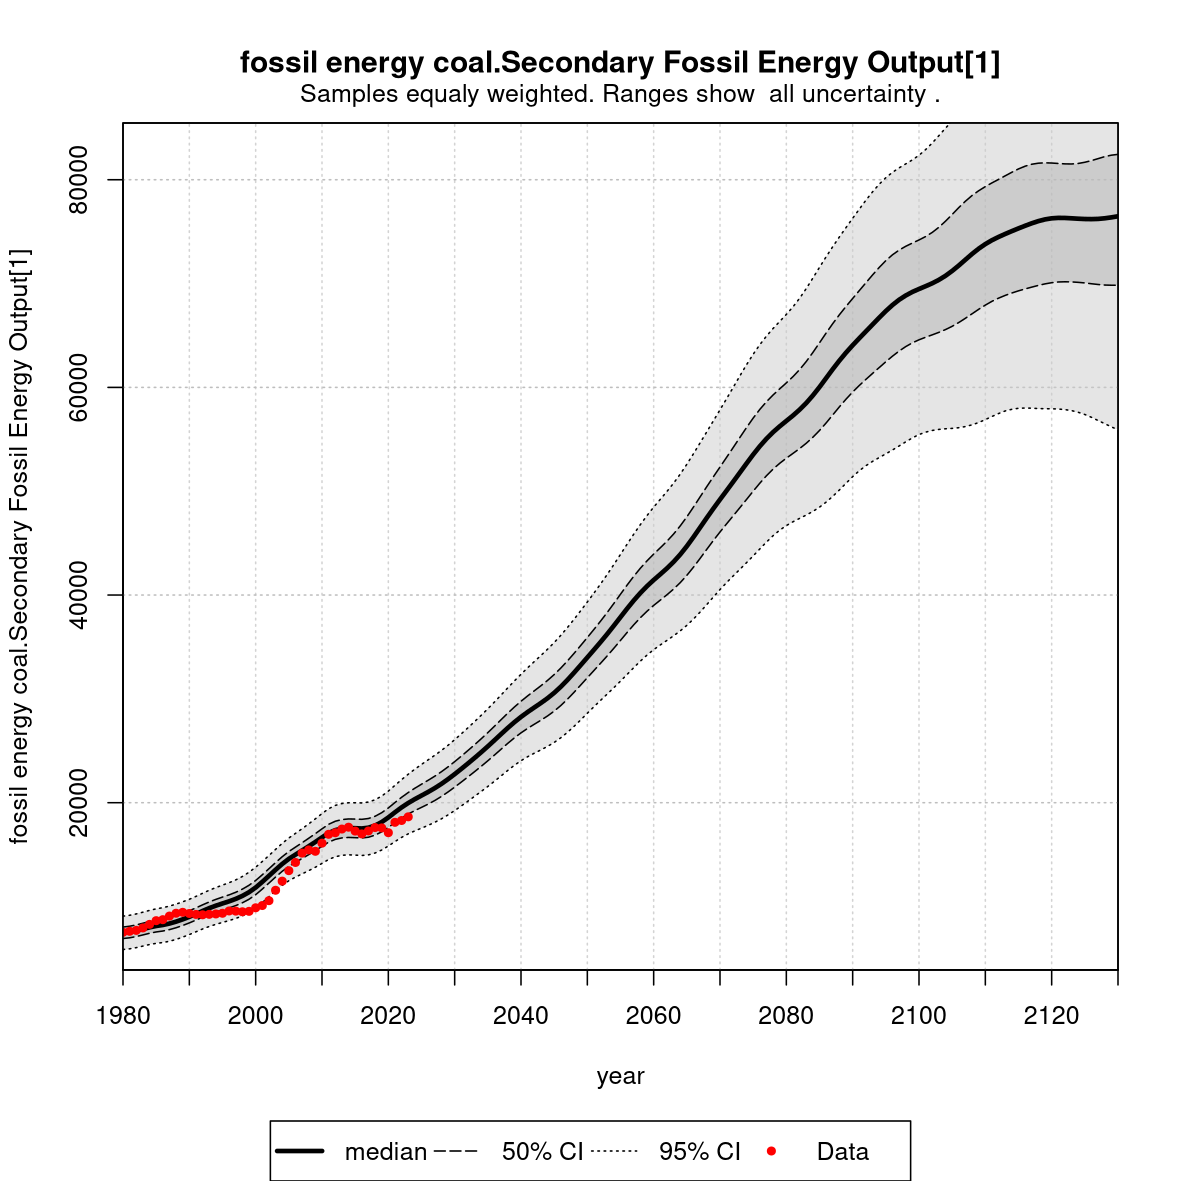 fossil energy coal.Secondary Fossil Energy Output[1]
Samples equaly weighted. Ranges show  all uncertainty .
fossil energy coal.Secondary Fossil Energy Output[1]
80000
60000
40000
20000
1980 2000 2020 2040 2060 2080 2100 2120
year
median 50% CI 95% CI Data